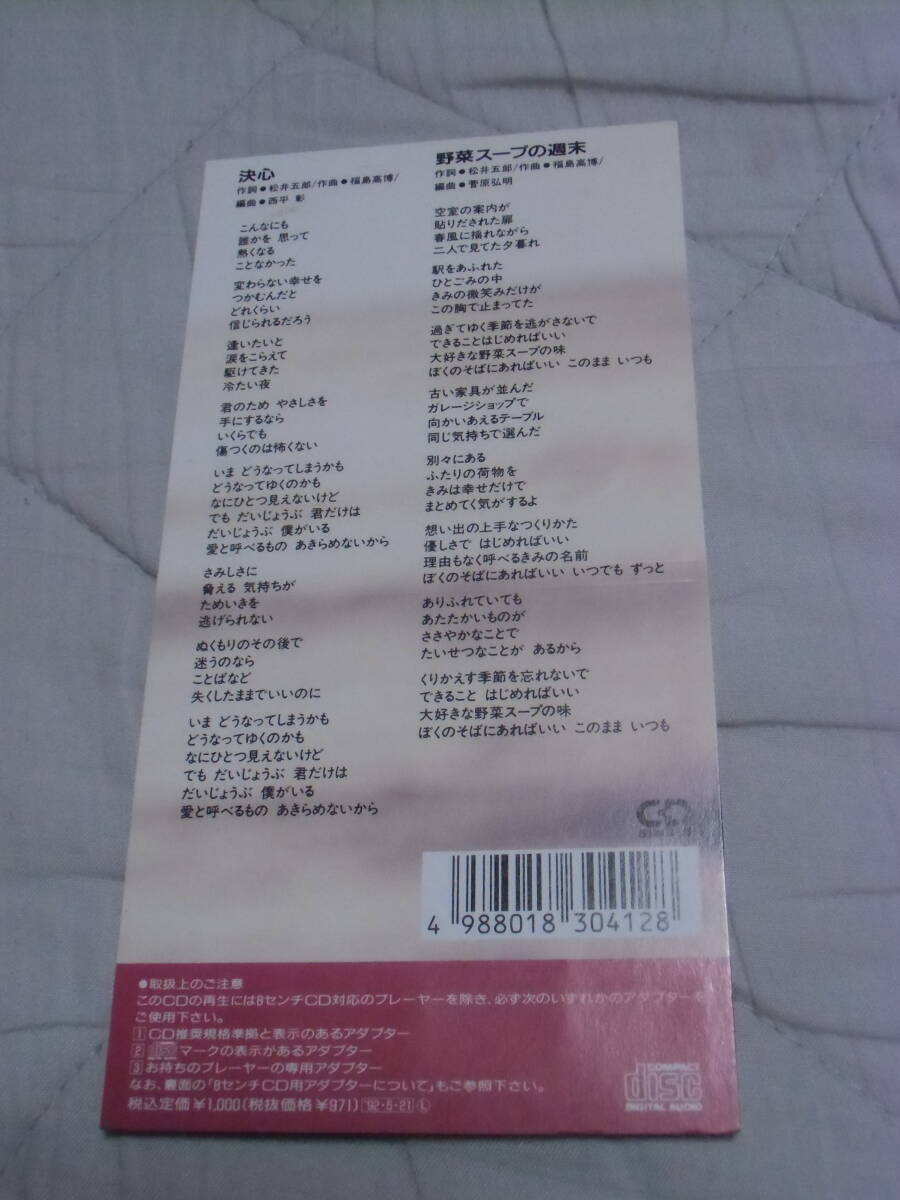 決心
作詞●松井五郎/作曲●福島高博/
編曲●西平 彰
こんなにも
誰かを 思って
熱くなる
ことなかった
変わらない幸せを
つかむんだと
どれくらい
信じられるだろう
逢いたいと
涙をこらえて
駆けてきた
冷たい夜
君のため やさしさを
手にするなら
いくらでも
傷つくのは怖くない
いま どうなってしまうかも
どうなってゆくのかも
なにひとつ見えないけど
でも だいじょうぶ 君だけは
だいじょうぶ 僕がいる
愛と呼べるもの あきらめないから
さみしさに
脅える 気持ちが
ためいきを
逃げられない
ぬくもりのその後で
迷うのなら
ことばなど
失くしたままでいいのに
いま どうなってしまうかも
どうなってゆくのかも
なにひとつ見えないけど
でも だいじょうぶ 君だけは
だいじょうぶ 僕がいる
愛と呼べるもの あきらめないから
野菜スープの週末
作詞●松井五郎/作曲●福島高博/
編曲●菅原弘明
空室の案内が
貼りだされた扉
春風に揺れながら
二人で見てた夕暮れ
駅をあふれた
ひとごみの中
きみの微笑みだけが
この胸で止まってた
過ぎてゆく季節を逃がさないで
できることはじめればいい
大好きな野菜スープの味
ぼくのそばにあればいい このまま いつも
古い家具が並んだ
ガレージショップで
向かいあえるテーブル
同じ気持ちで選んだ
別々にある
ふたりの荷物を
きみは幸せだけで
まとめてく気がするよ
想い出の上手なつくりかた
優しさで はじめればいい
理由もなく呼べるきみの名前
ぼくのそばにあればいい いつでも ずっと
ありふれていても
あたたかいものが
ささやかなことで
たいせつなことが あるから
くりかえす季節を忘れないで
できること はじめればいい
大好きな野菜スープの味
ぼくのそばにあればいい このまま いつも
CD
4 988018 304128
●取扱上のご注意
このCDの再生には8センチCD対応のプレーヤーを除き、必ず次のいずれかのアダプターを
ご使用下さい。
1 CD推奨規格準拠と表示のあるアダプター
2 マークの表示があるアダプター
3 お持ちのプレーヤーの専用アダプター
なお、裏面の「8センチCD用アダプターについて」もご参照下さい。
税込定価¥1,000(税抜価格¥971) '92・5・21 L
COMPACT
disc
DIGITAL AUDIO